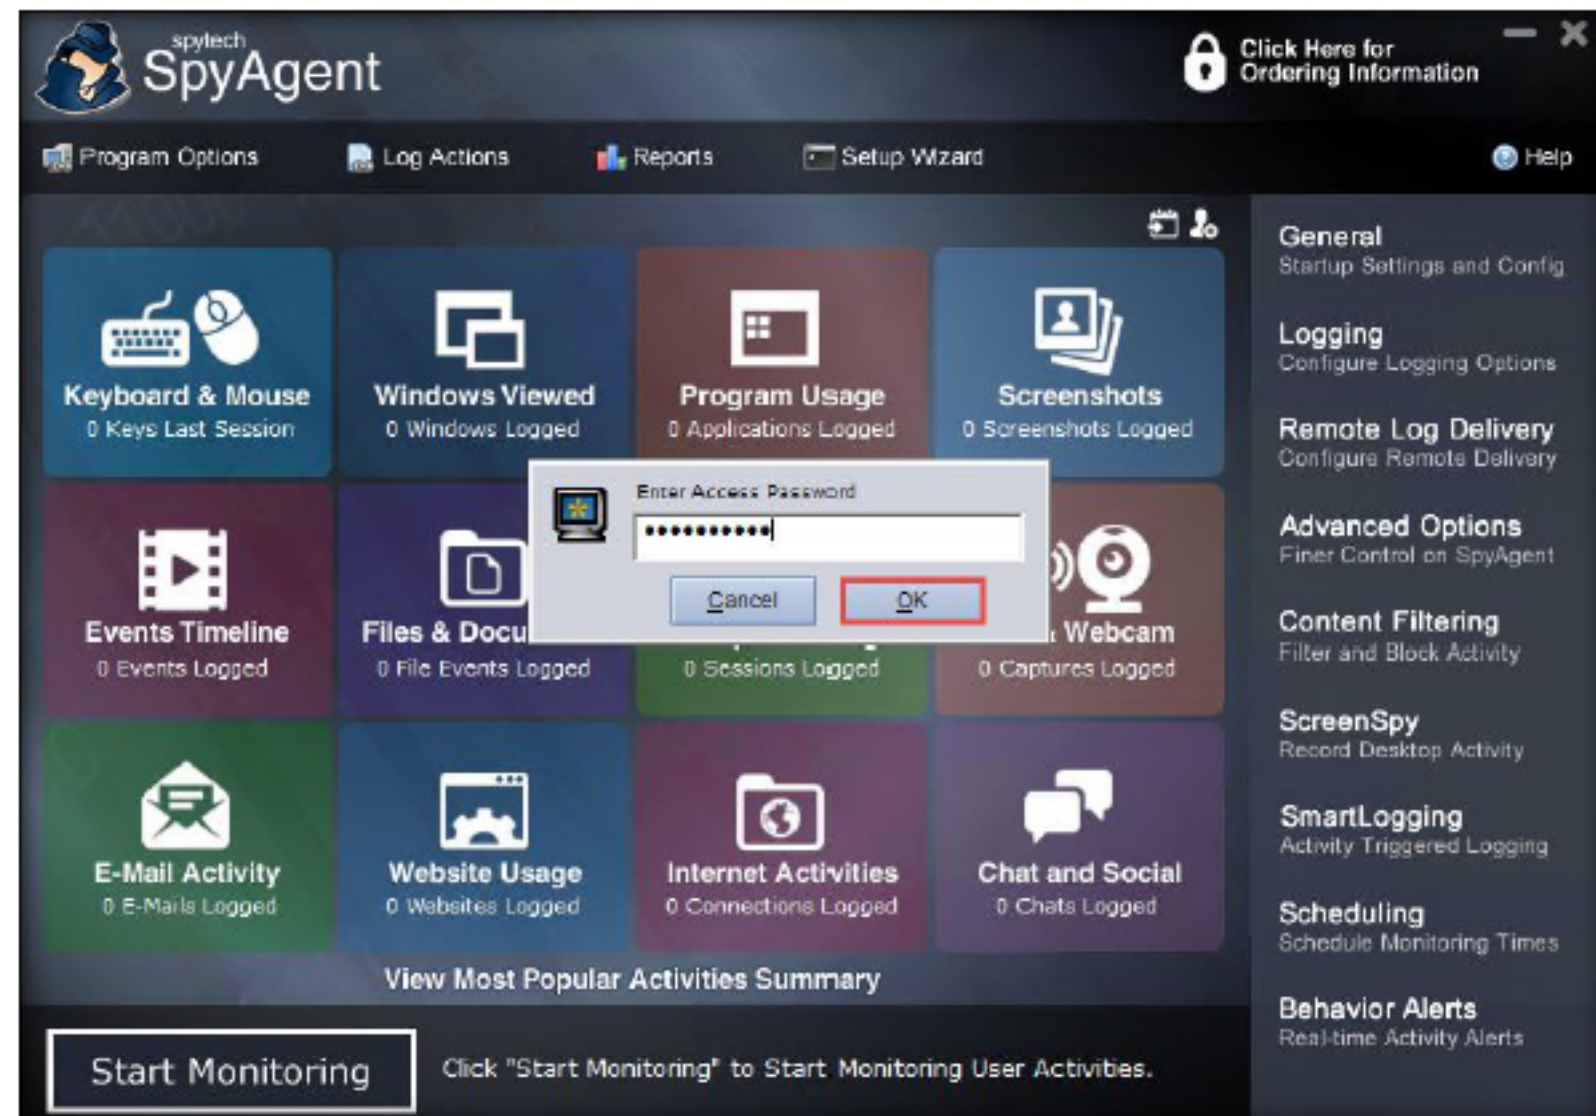 spytech
SpyAgent
Click Here for
Ordering Information
Program Options
Log Actions
Reports
Setup Wizard
Help
Keyboard & Mouse
0 Keys Last Session
Windows Viewed
0 Windows Logged
Program Usage
0 Applications Logged
Screenshots
0 Screenshots Logged
Enter Access Password
••••••••••
Cancel
OK
Events Timeline
0 Events Logged
Files & Docu
0 File Events Logged
0 Sessions Logged
Webcam
0 Captures Logged
E-Mail Activity
0 E-Mails Logged
Website Usage
0 Websites Logged
Internet Activities
0 Connections Logged
Chat and Social
0 Chats Logged
View Most Popular Activities Summary
Start Monitoring
Click "Start Monitoring" to Start Monitoring User Activities.
General
Startup Settings and Config
Logging
Configure Logging Options
Remote Log Delivery
Configure Remote Delivery
Advanced Options
Finer Control on SpyAgent
Content Filtering
Filter and Block Activity
ScreenSpy
Record Desktop Activity
SmartLogging
Activity Triggered Logging
Scheduling
Schedule Monitoring Times
Behavior Alerts
Real-time Activity Alerts